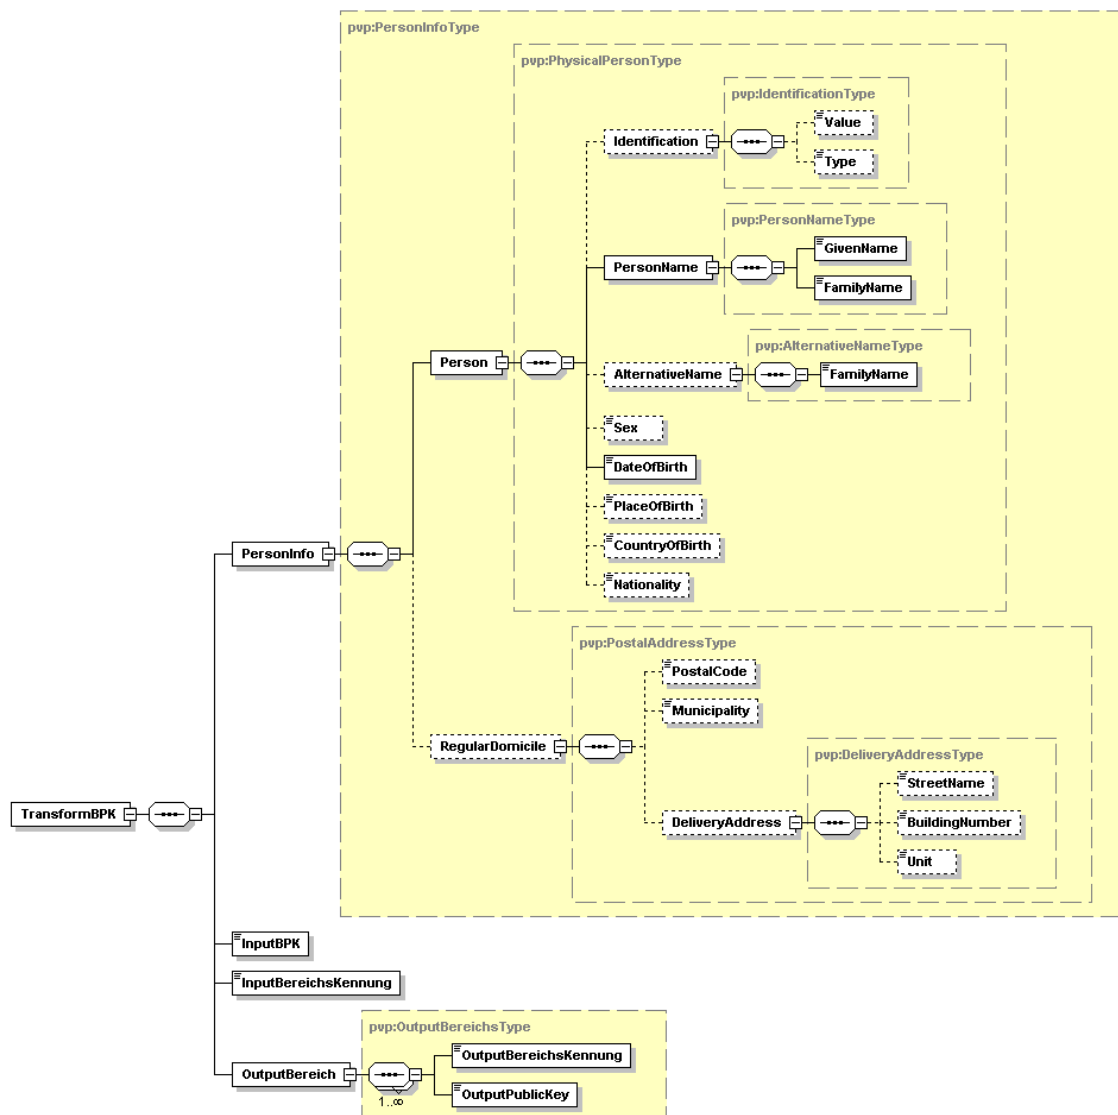 pvp:PersonInfoType
pvp:PhysicalPersonType
pvp:IdentificationType
Value
Identification
Type
pvp:PersonNameType
GivenName
PersonName
FamilyName
pvp:AlternativeNameType
Person
AlternativeName
FamilyName
Sex
DateOfBirth
PlaceOfBirth
CountryOfBirth
PersonInfo
Nationality
pvp:PostalAddressType
PostalCode
Municipality
RegularDomicile
pvp:DeliveryAddressType
StreetName
TransformBPK
DeliveryAddress
BuildingNumber
Unit
InputBPK
InputBereichsKennung
pvp:OutputBereichsType
OutputBereichsKennung
OutputBereich
OutputPublicKey
1..∞